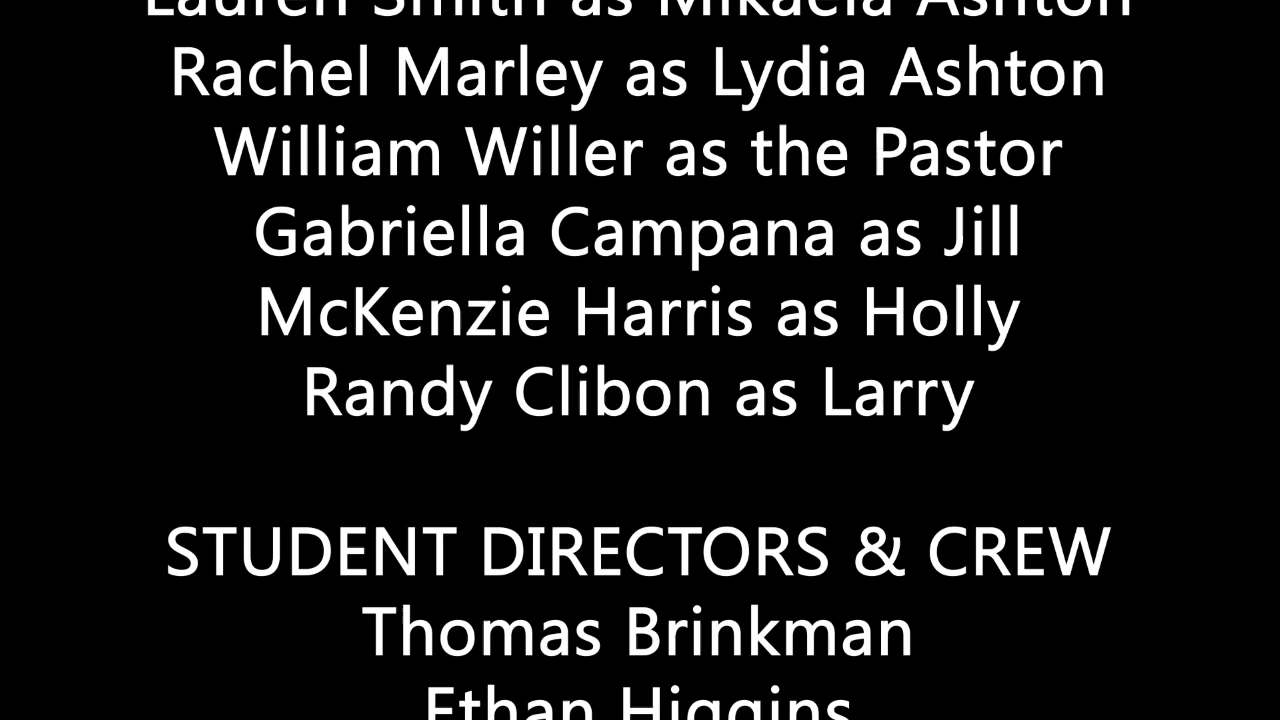 Lauren Smith as Mikaela Ashton
Rachel Marley as Lydia Ashton
William Willer as the Pastor
Gabriella Campana as Jill
McKenzie Harris as Holly
Randy Clibon as Larry
STUDENT DIRECTORS & CREW
Thomas Brinkman
Ethan Higgins